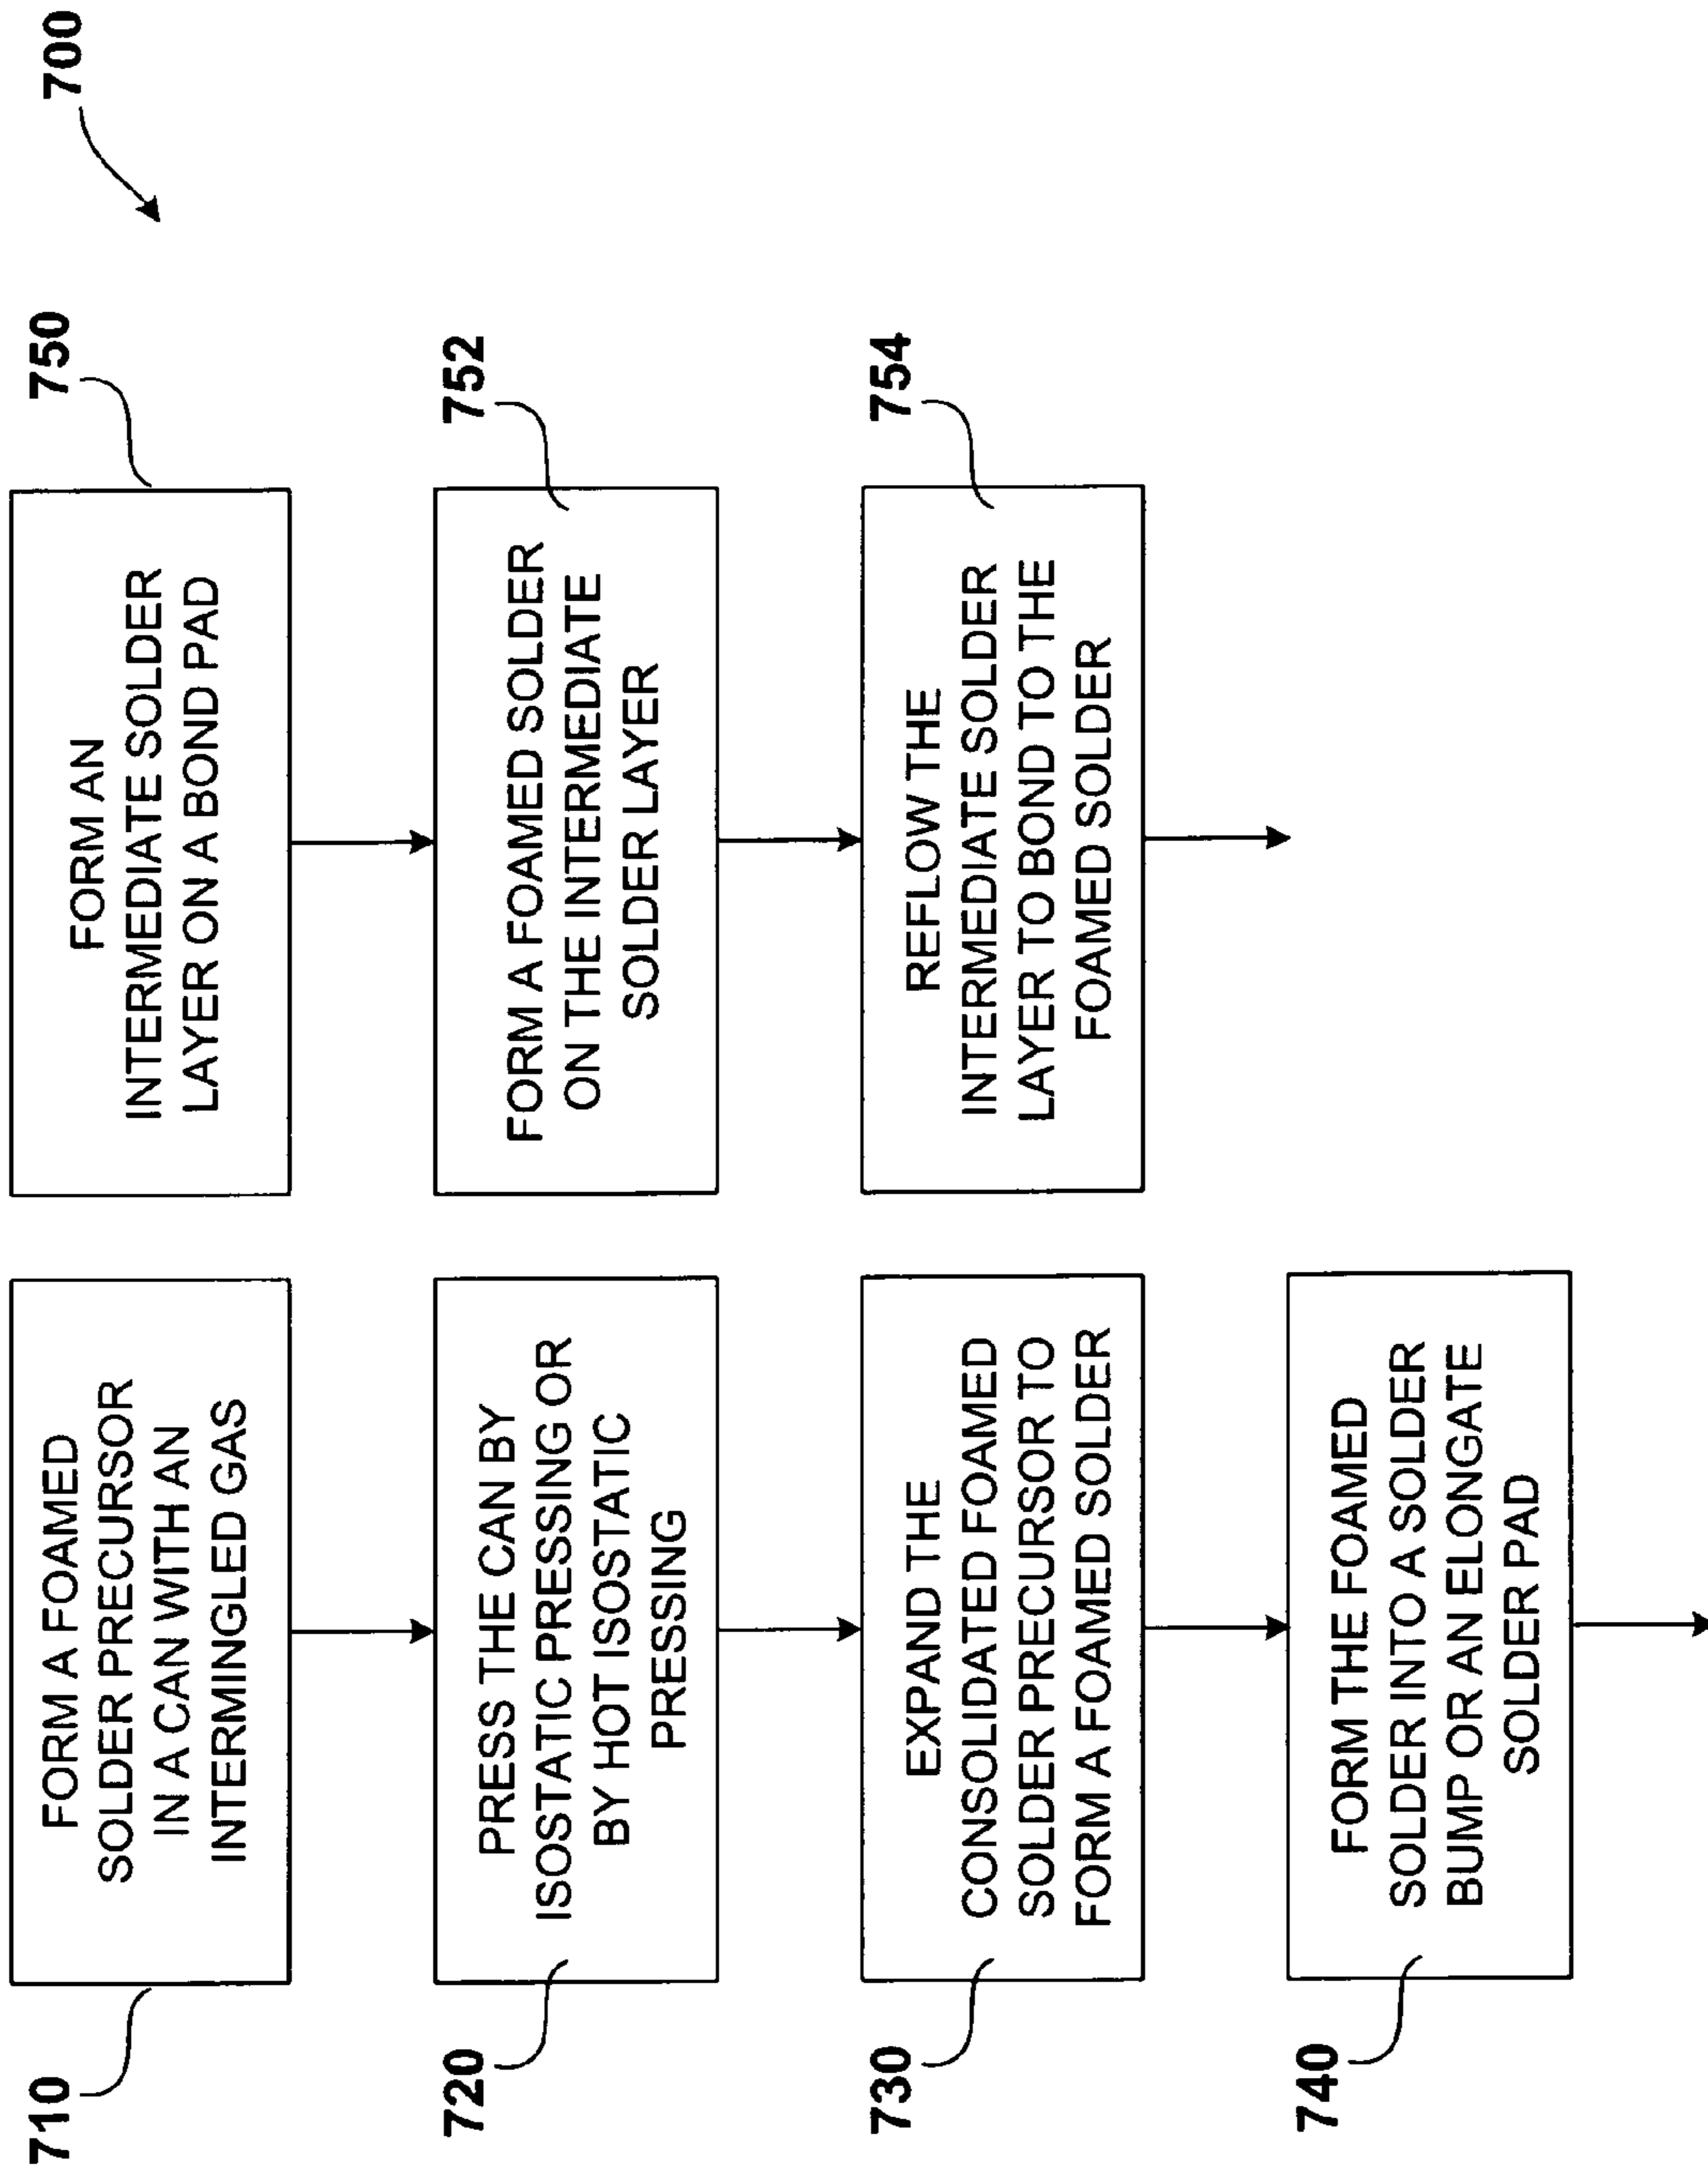 700
710
FORM A FOAMED
SOLDER PRECURSOR
IN A CAN WITH AN
INTERMINGLED GAS
720
PRESS THE CAN BY
ISOSTATIC PRESSING OR
BY HOT ISOSTATIC
PRESSING
730
EXPAND THE
CONSOLIDATED FOAMED
SOLDER PRECURSOR TO
FORM A FOAMED SOLDER
740
FORM THE FOAMED
SOLDER INTO A SOLDER
BUMP OR AN ELONGATE
SOLDER PAD
750
FORM AN
INTERMEDIATE SOLDER
LAYER ON A BOND PAD
752
FORM A FOAMED SOLDER
ON THE INTERMEDIATE
SOLDER LAYER
754
REFLOW THE
INTERMEDIATE SOLDER
LAYER TO BOND TO THE
FOAMED SOLDER